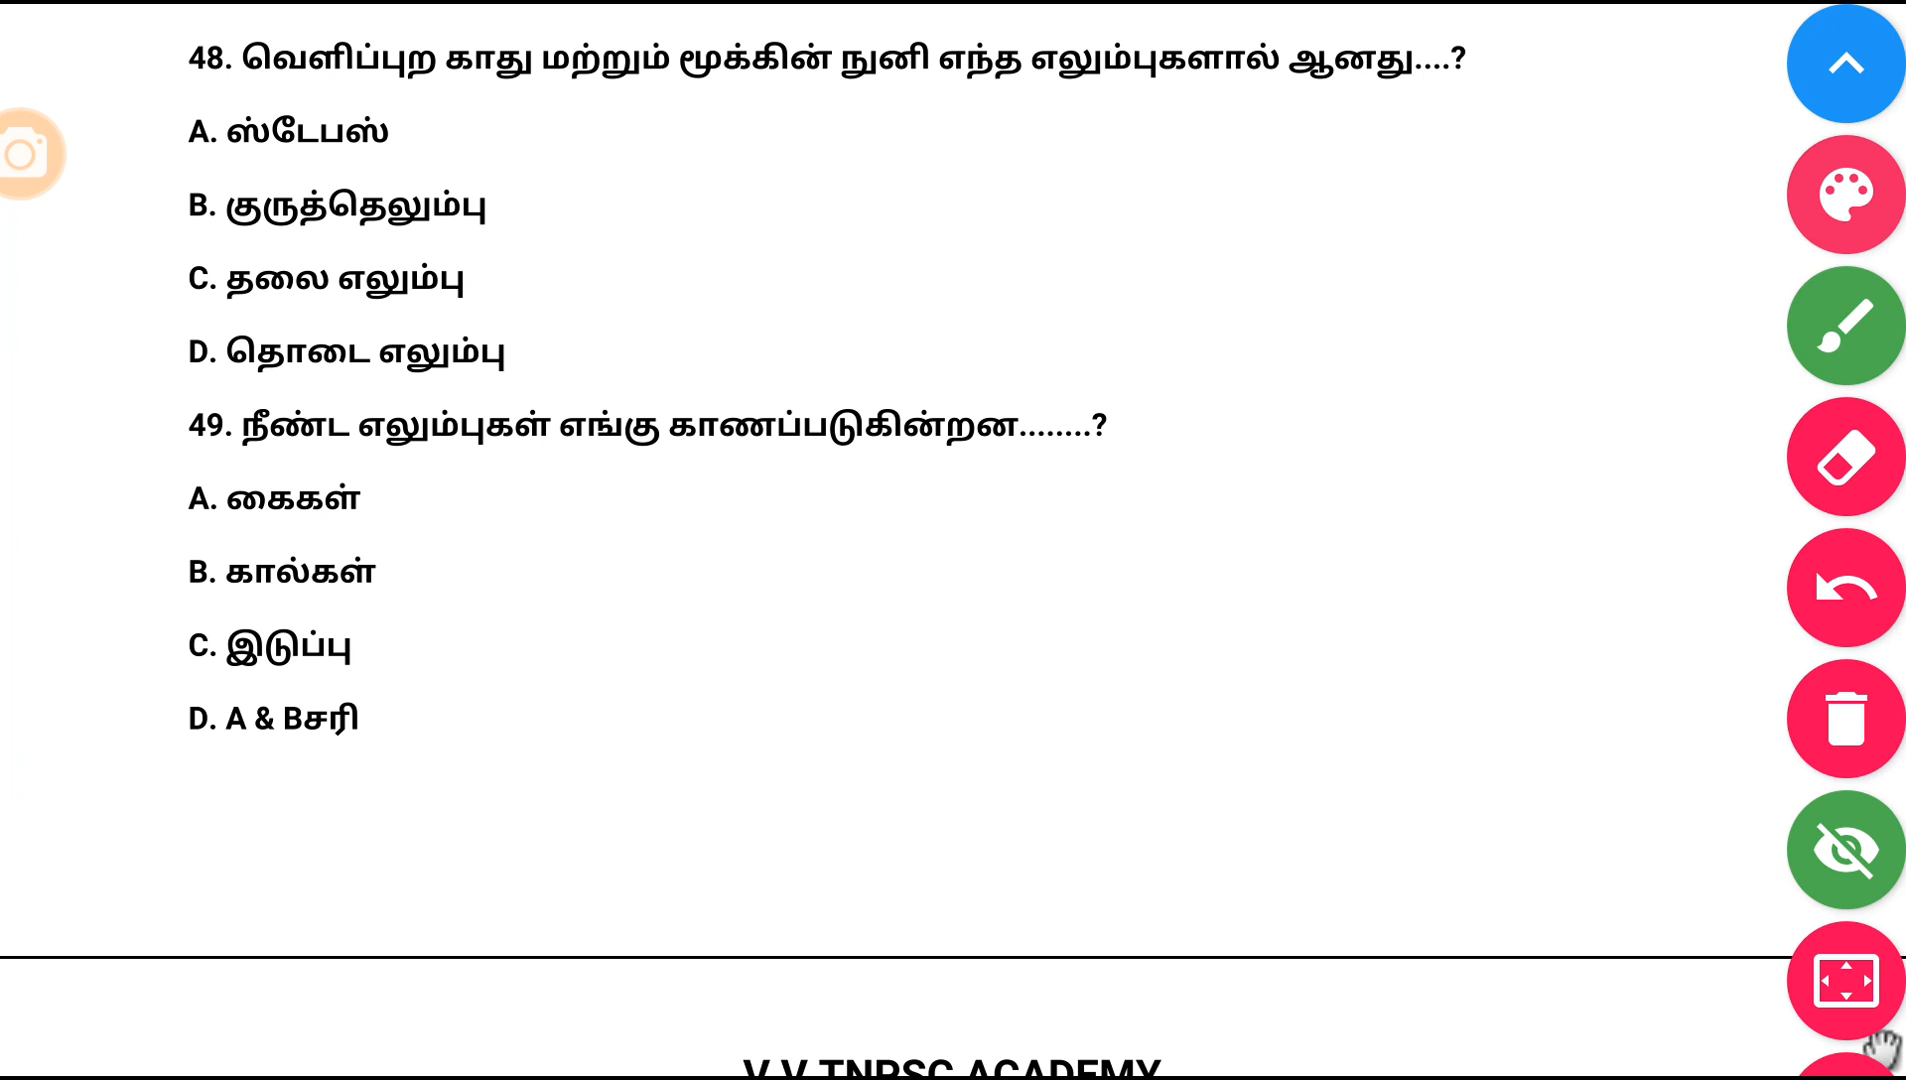 48. வெளிப்புற காது மற்றும் மூக்கின் நுனி எந்த எலும்புகளால் ஆனது....?
A. ஸ்டேபஸ்
B. குருத்தெலும்பு
C. தலை எலும்பு
D. தொடை எலும்பு
49. நீண்ட எலும்புகள் எங்கு காணப்படுகின்றன........?
A. கைகள்
B. கால்கள்
C. இடுப்பு
D. A & Bசரி
V V TNPSC ACADEMY